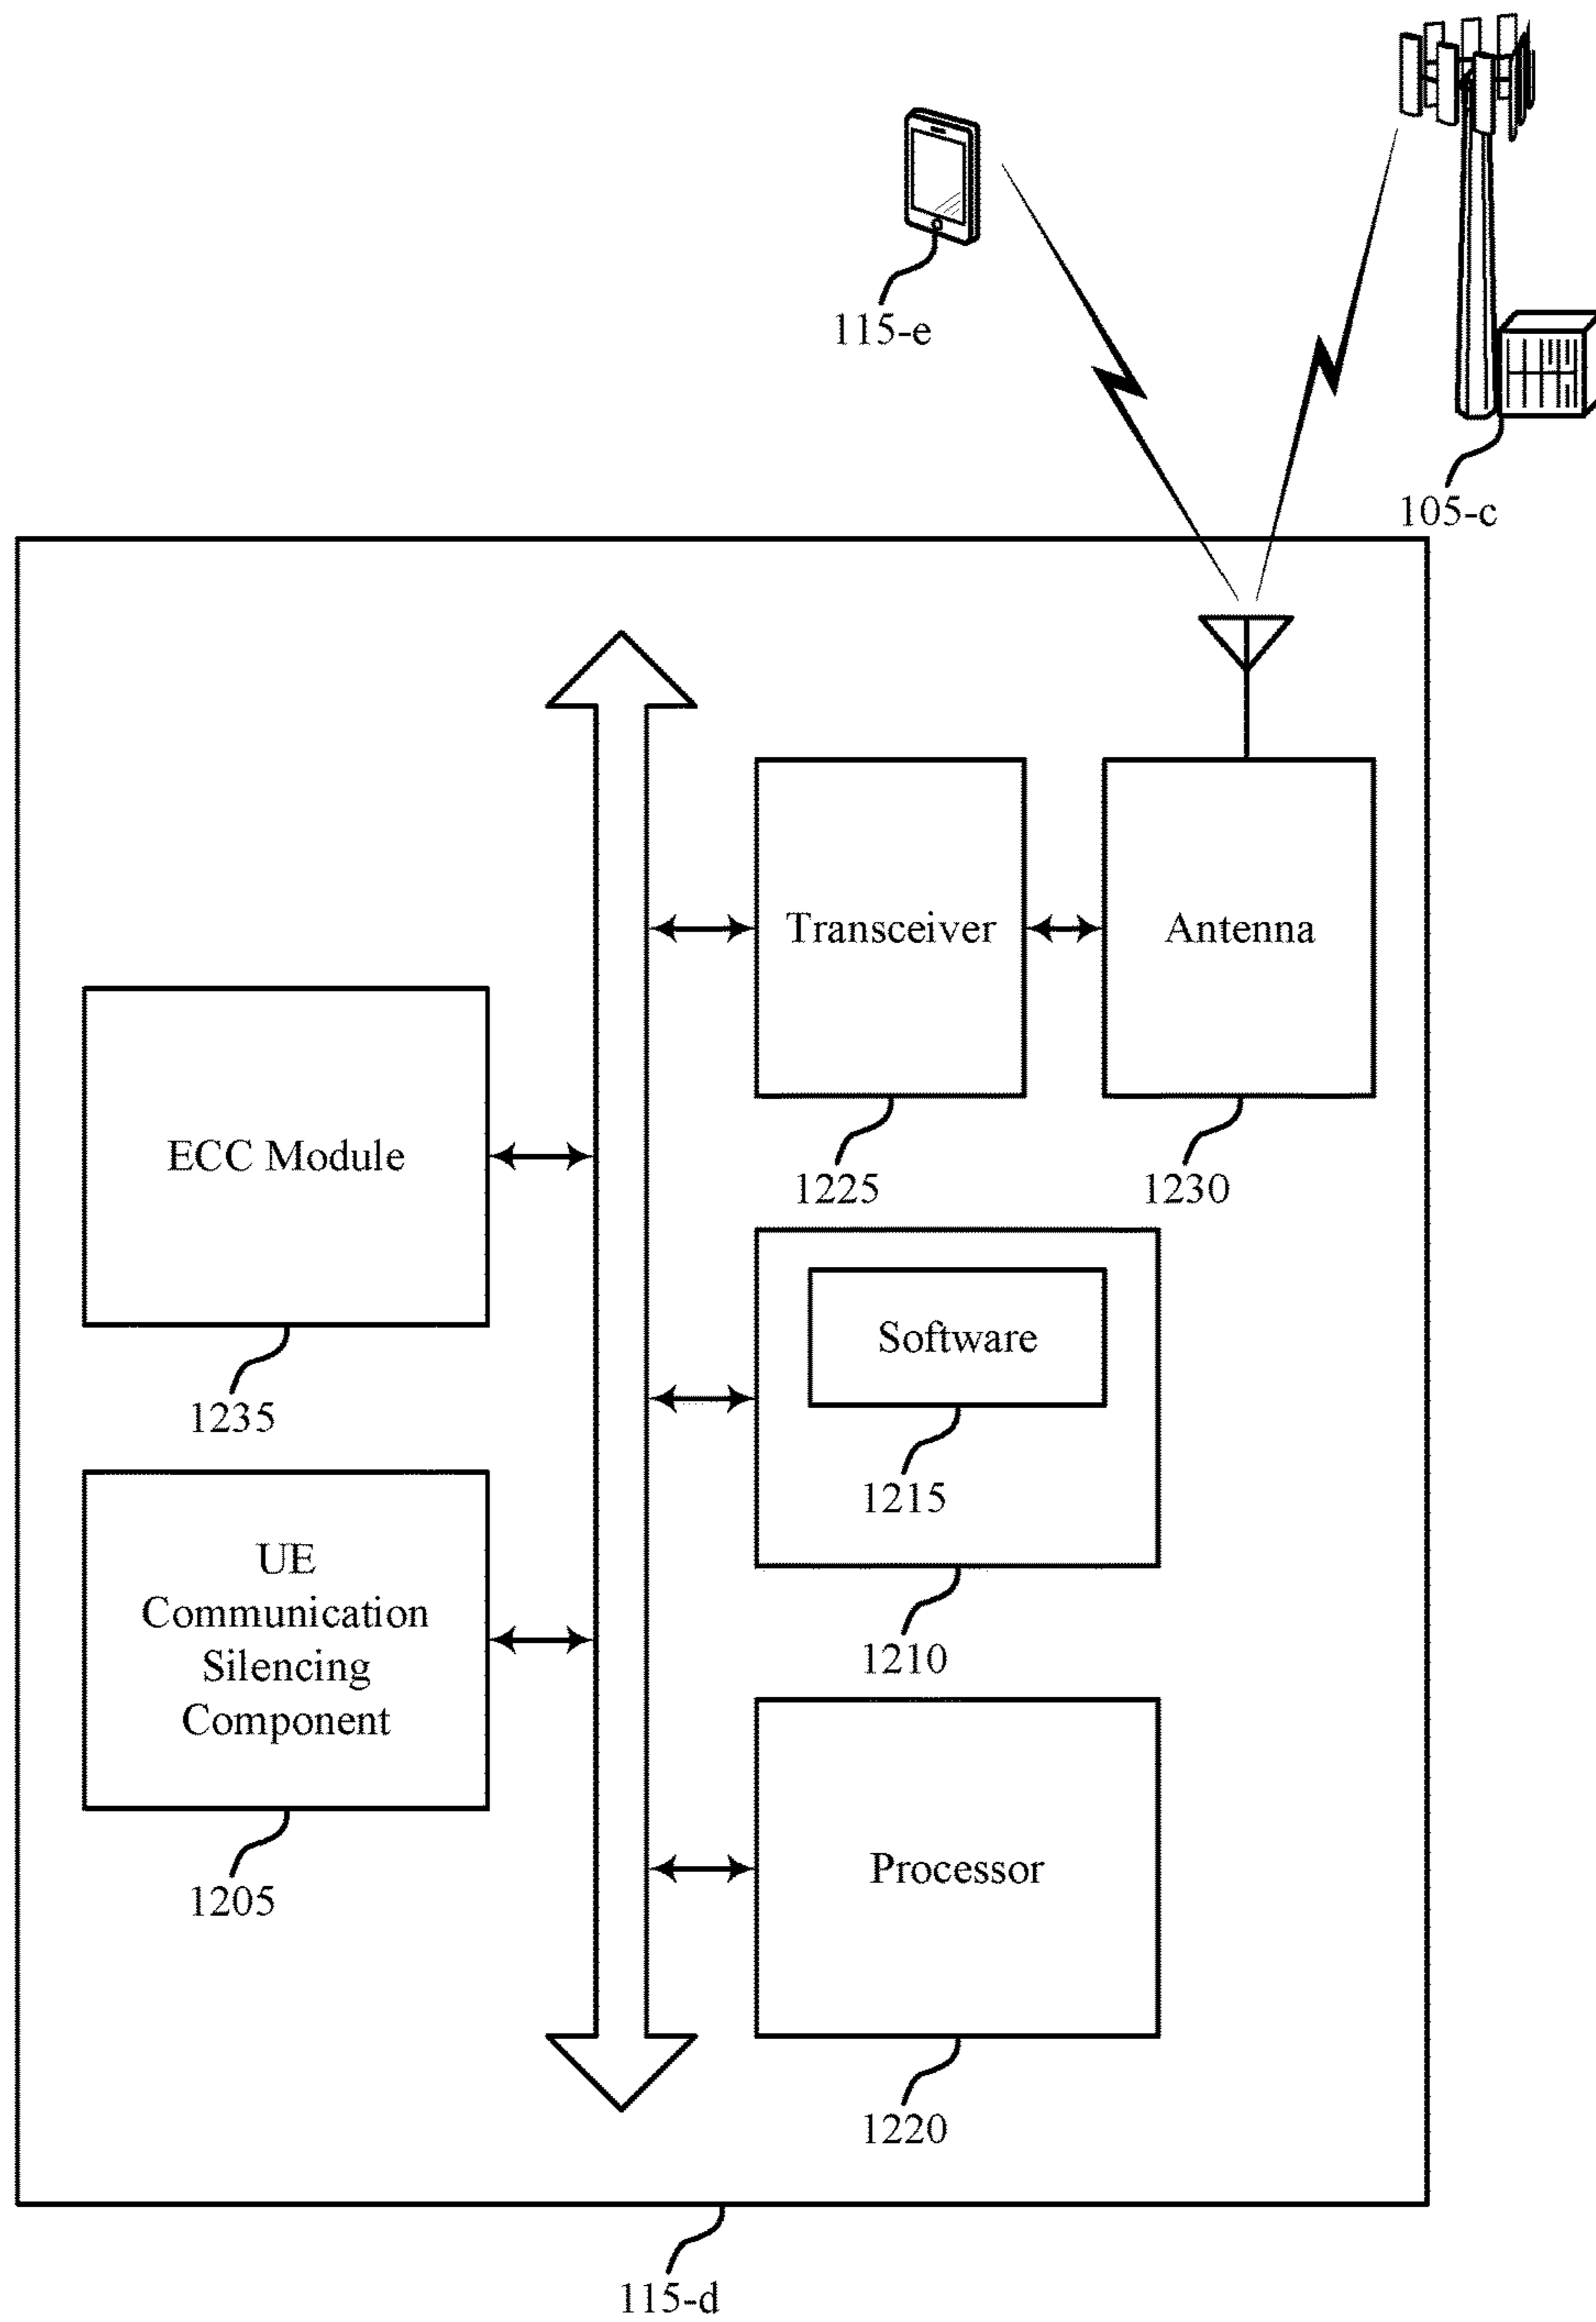 115-e
105-c
Transceiver
Antenna
ECC Module
1225
1230
Software
1235
1215
UE
Communication
Silencing
Component
1210
Processor
1205
1220
115-d